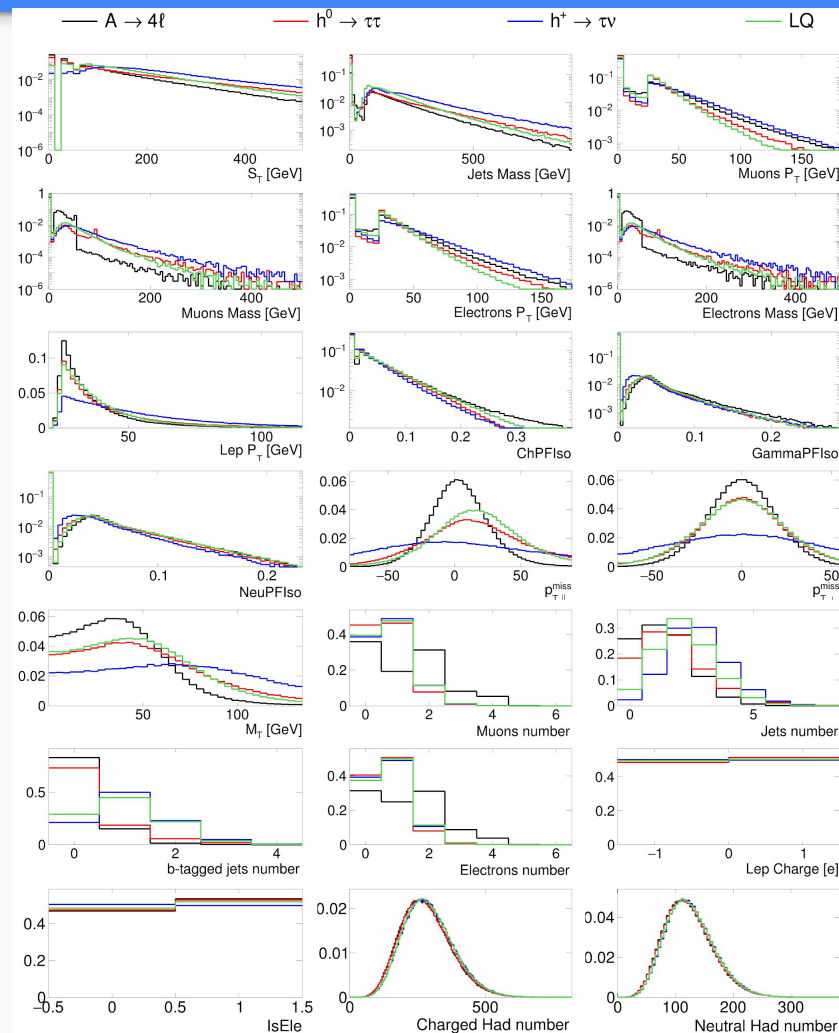 A → 4ℓ h⁰ → ττ h⁺ → τν LQ
10⁻² 10⁻⁴ 10⁻⁶
0 200 400
S_T [GeV]
10⁻¹ 10⁻² 10⁻³
500
Jets Mass [GeV]
10⁻¹ 10⁻² 10⁻³
0 50 100 150
Muons P_T [GeV]
1 10⁻² 10⁻⁴ 10⁻⁶
0 200 400
Muons Mass [GeV]
10⁻¹ 10⁻² 10⁻³
0 50 100 150
Electrons P_T [GeV]
1 10⁻² 10⁻⁴ 10⁻⁶
0 200 400
Electrons Mass [GeV]
0.1 0.05 0
50 100
Lep P_T [GeV]
10⁻¹ 10⁻²
0 0.1 0.2 0.3
ChPFIso
10⁻¹ 10⁻² 10⁻³
0 0.1 0.2
GammaPFIso
10⁻¹ 10⁻² 10⁻³
0 0.1 0.2
NeuPFIso
0.06 0.04 0.02 0
−50 0 50
p_T ||^miss
0.06 0.04 0.02 0
−50 0 50
p_T^miss
0.06 0.04 0.02 0
50 100
M_T [GeV]
0.4 0.2 0
0 2 4 6
Muons number
0.3 0.2 0.1 0
0 5
Jets number
0.5 0
0 2 4
b-tagged jets number
0.4 0.2 0
0 2 4 6
Electrons number
0.4 0.2 0
−1 0 1
Lep Charge [e]
0.4 0.2 0
−0.5 0 0.5 1 1.5
IsEle
0.02 0.01 0
0 500
Charged Had number
0.04 0.02 0
0 100 200 300
Neutral Had number